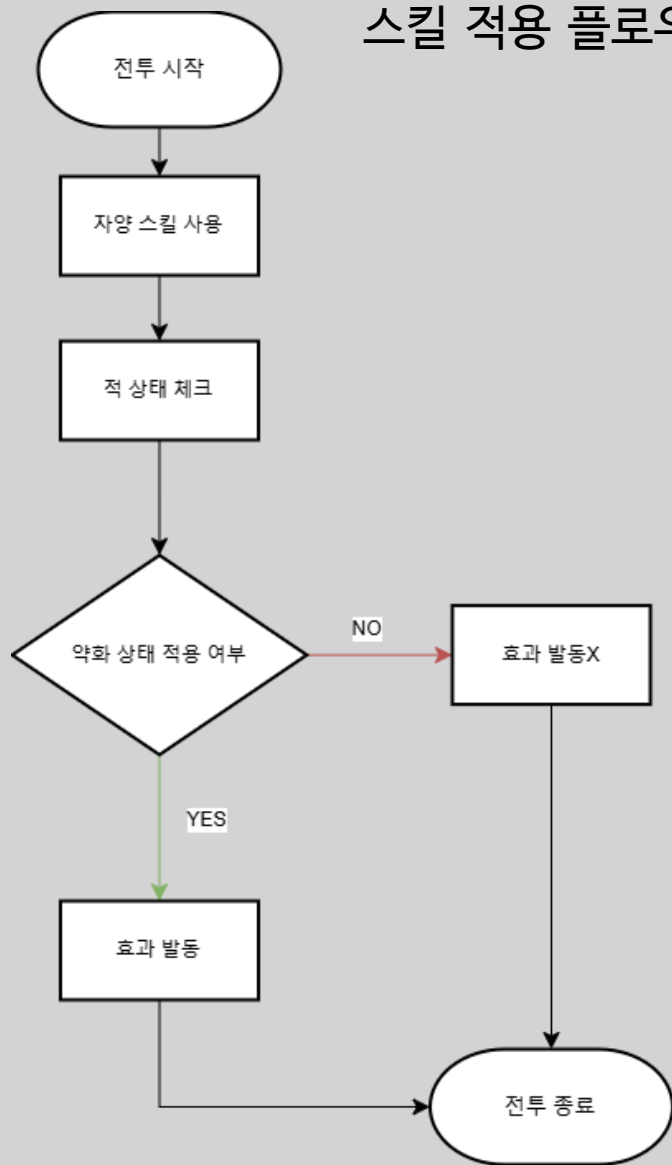 스킬 적용 플로우
전투 시작
자양 스킬 사용
적 상태 체크
약화 상태 적용 여부
NO
효과 발동X
YES
효과 발동
전투 종료